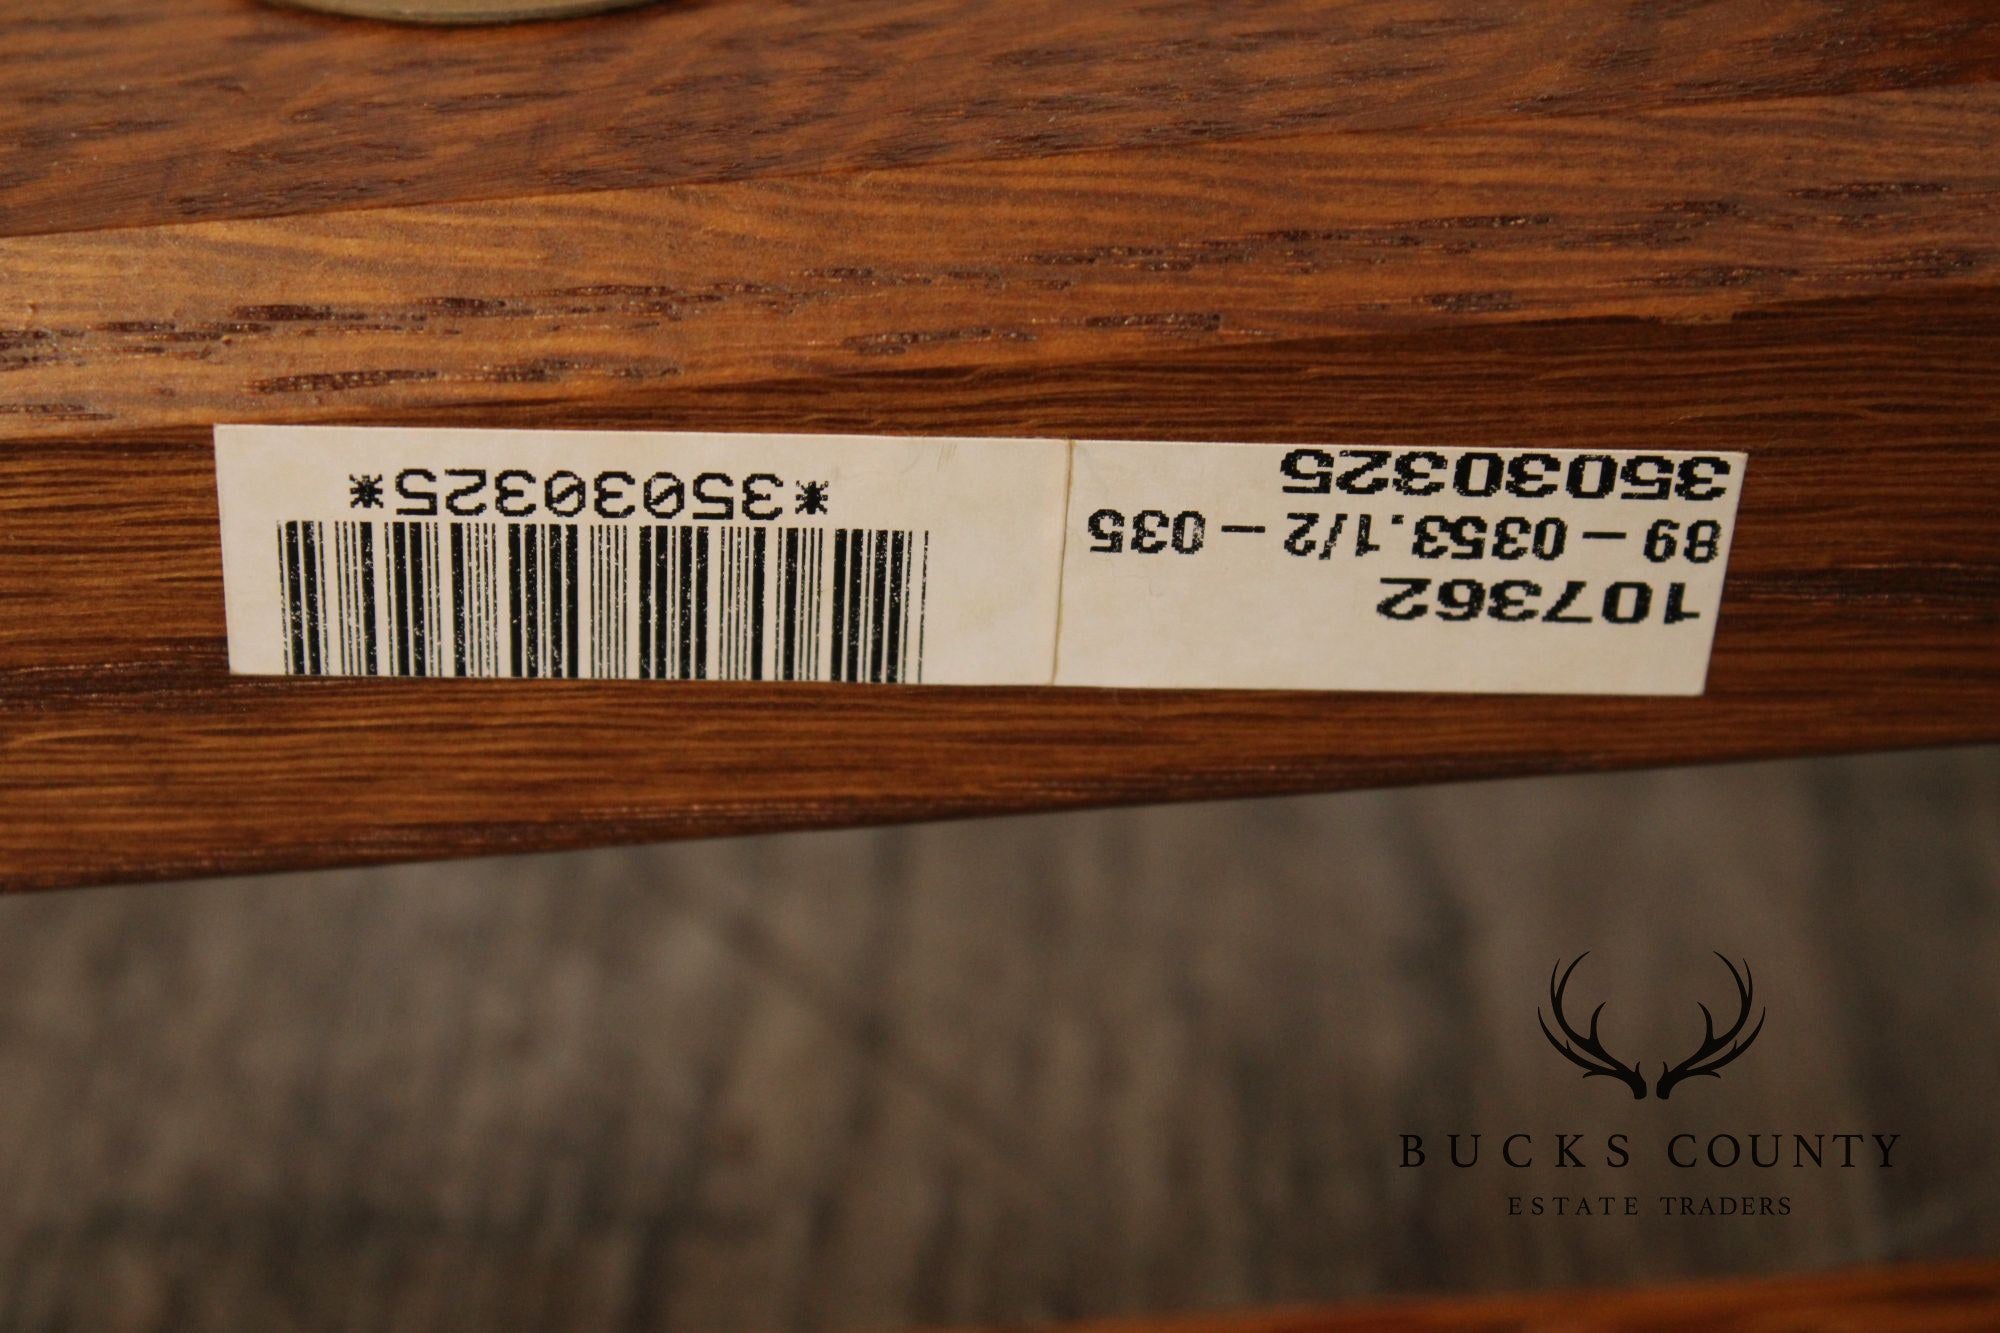 107362
89 - 0353.1/2 - 035
35030325
*35030325*
BUCKS COUNTY
ESTATE TRADERS